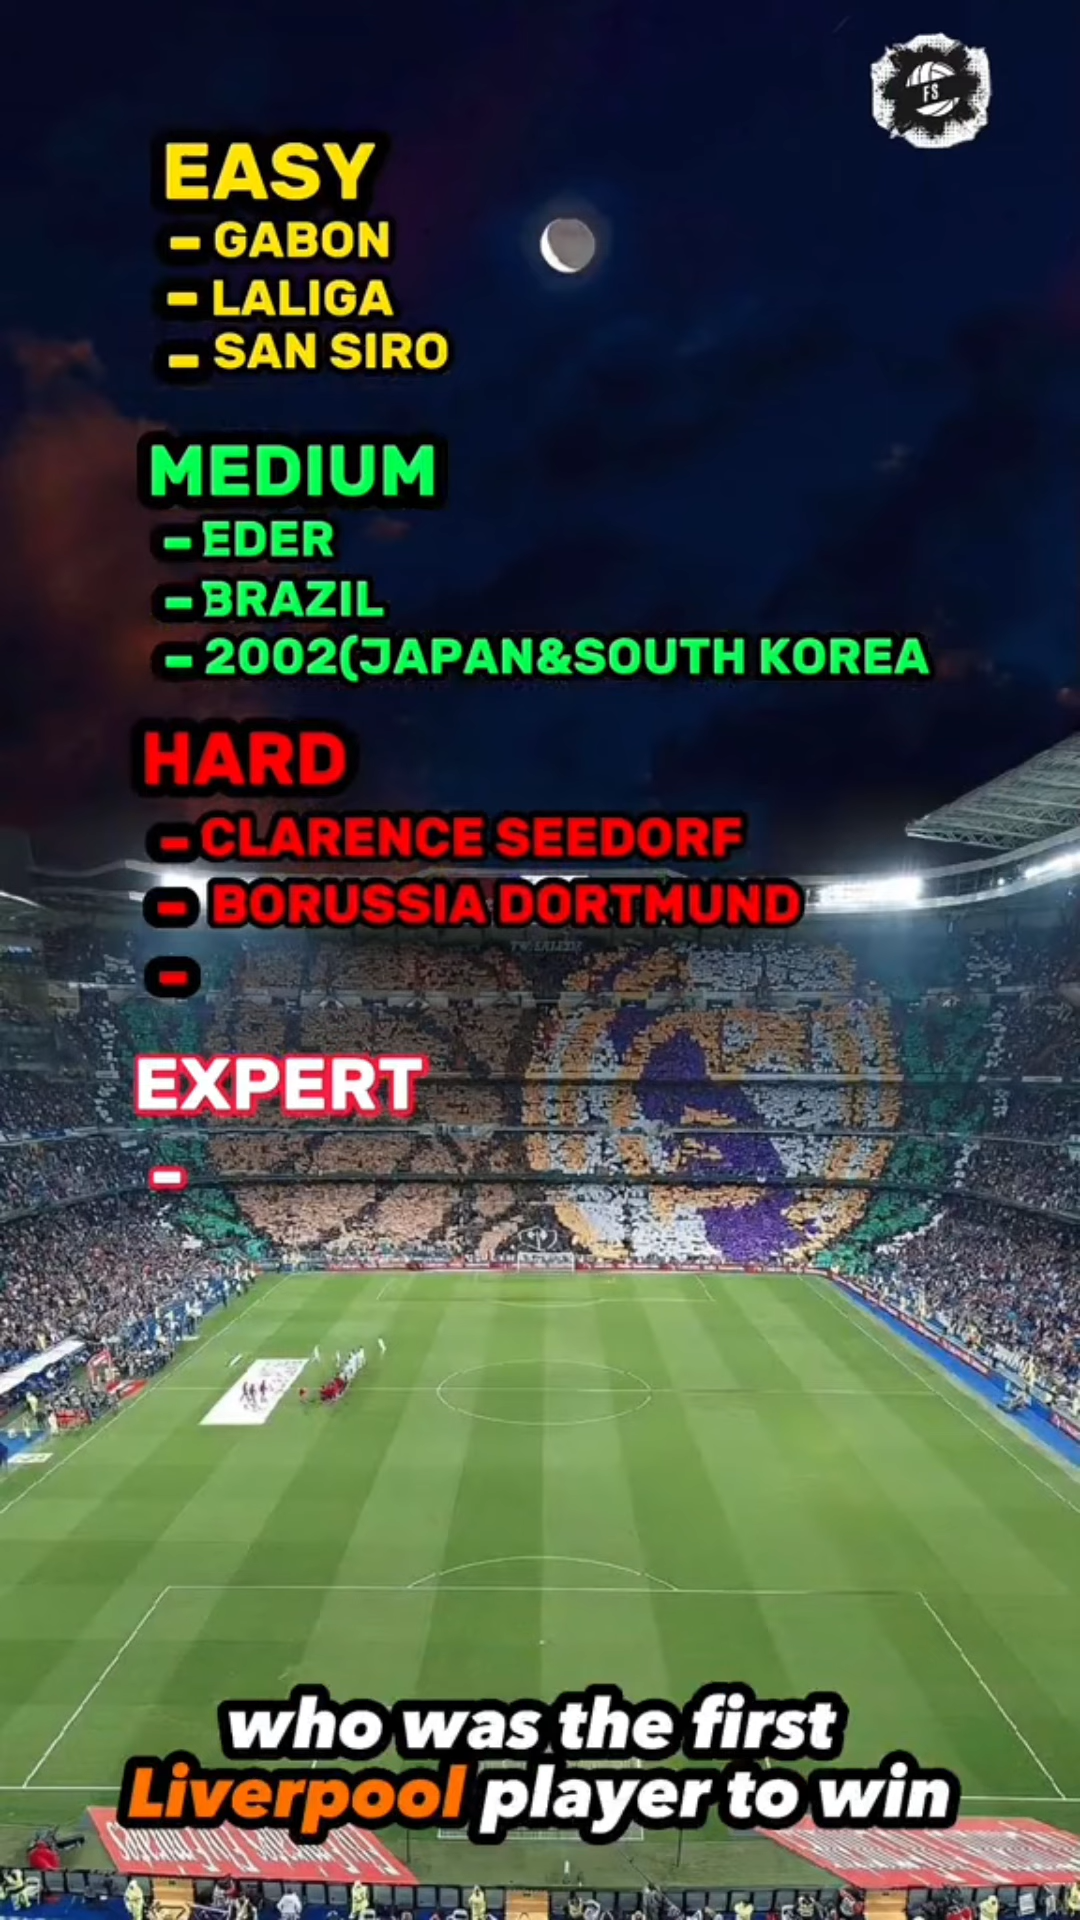 FS
EASY
- GABON
- LALIGA
- SAN SIRO
MEDIUM
- EDER
- BRAZIL
- 2002(JAPAN&SOUTH KOREA
HARD
- CLARENCE SEEDORF
- BORUSSIA DORTMUND
-
EXPERT
-
who was the first
Liverpool player to win